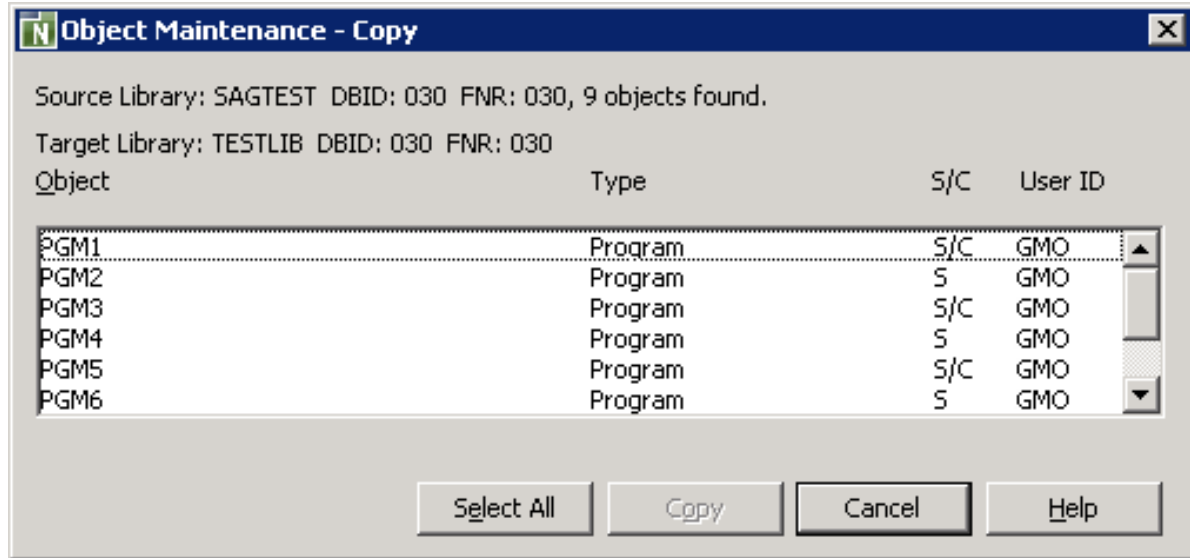 N Object Maintenance - Copy
Source Library: SAGTEST DBID: 030 FNR: 030, 9 objects found.
Target Library: TESTLIB DBID: 030 FNR: 030
Object Type S/C User ID
PGM1 Program S/C GMO
PGM2 Program S GMO
PGM3 Program S/C GMO
PGM4 Program S GMO
PGM5 Program S/C GMO
PGM6 Program S GMO
Select All Copy Cancel Help